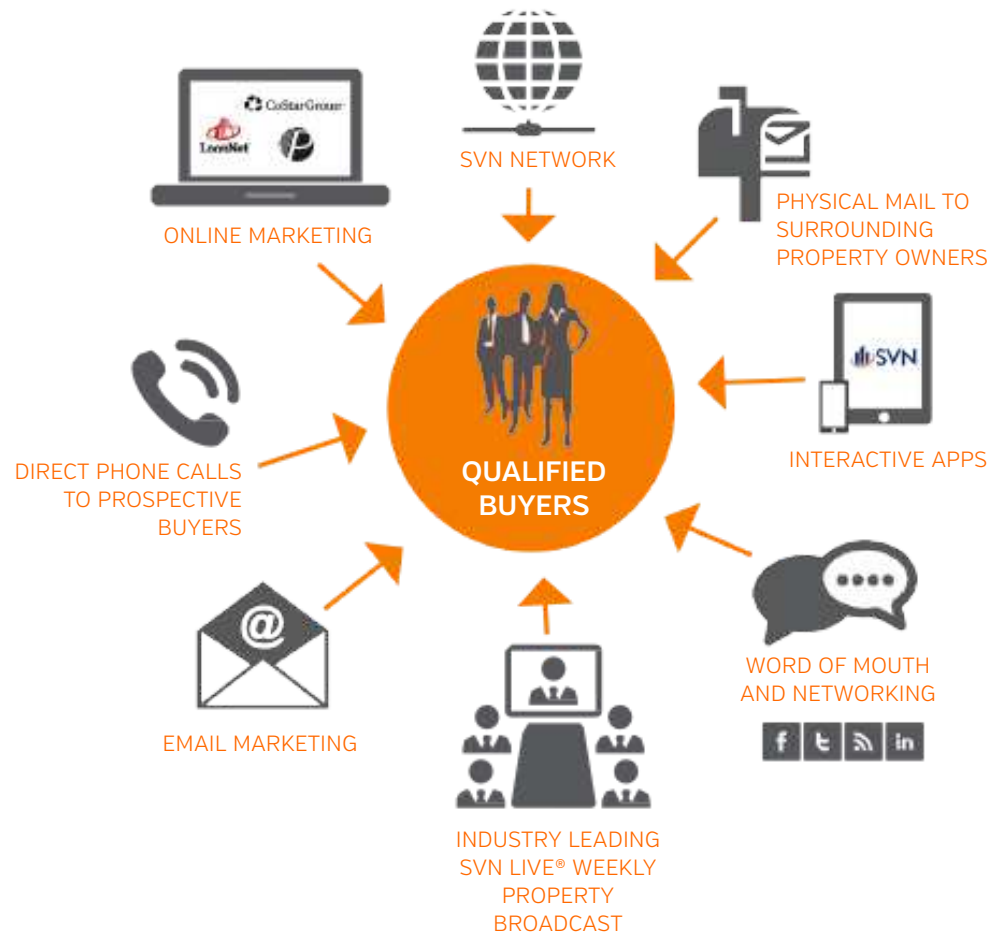 CoStarGroup
LoopNet
P
ONLINE MARKETING
SVN NETWORK
PHYSICAL MAIL TO
SURROUNDING
PROPERTY OWNERS
SVN
INTERACTIVE APPS
QUALIFIED
BUYERS
DIRECT PHONE CALLS
TO PROSPECTIVE
BUYERS
@
EMAIL MARKETING
WORD OF MOUTH
AND NETWORKING
f t in
INDUSTRY LEADING
SVN LIVE® WEEKLY
PROPERTY
BROADCAST